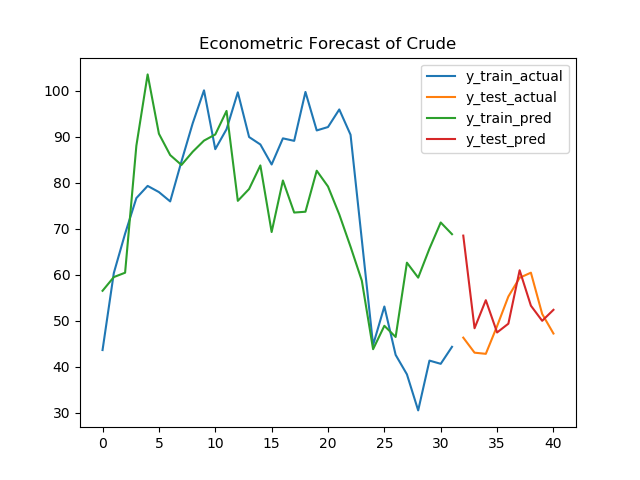 Econometric Forecast of Crude
y_train_actual
y_test_actual
y_train_pred
y_test_pred
100
90
80
70
60
50
40
30
0 5 10 15 20 25 30 35 40